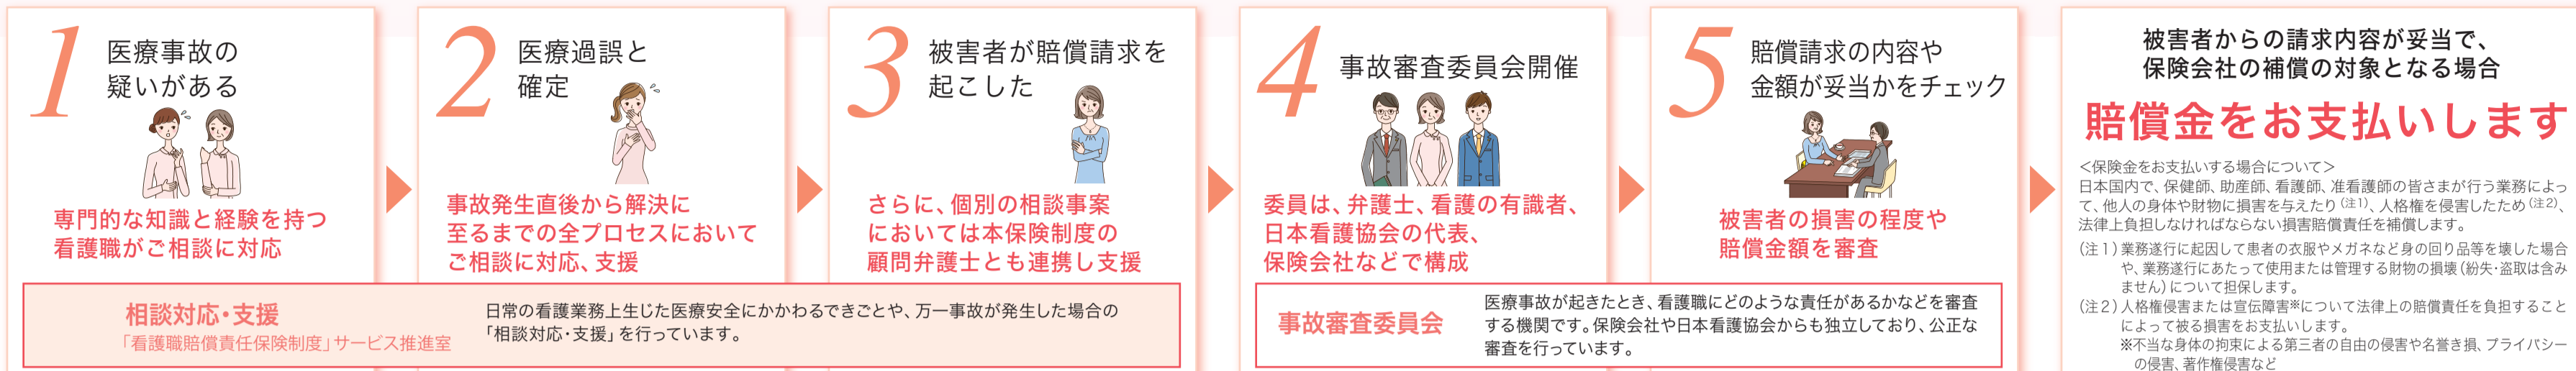 1
医療事故の
疑いがある
専門的な知識と経験を持つ
看護職がご相談に対応
2
医療過誤と
確定
事故発生直後から解決に
至るまでの全プロセスにおいて
ご相談に対応、支援
3
被害者が賠償請求を
起こした
さらに、個別の相談事案
においては本保険制度の
顧問弁護士とも連携し支援
相談対応・支援
「看護職賠償責任保険制度」サービス推進室
日常の看護業務上生じた医療安全にかかわるできごとや、万一事故が発生した場合の
「相談対応・支援」を行っています。
4
事故審査委員会開催
委員は、弁護士、看護の有識者、
日本看護協会の代表、
保険会社などで構成
5
賠償請求の内容や
金額が妥当かをチェック
被害者の損害の程度や
賠償金額を審査
事故審査委員会
医療事故が起きたとき、看護職にどのような責任があるかなどを審査
する機関です。保険会社や日本看護協会からも独立しており、公正な
審査を行っています。
被害者からの請求内容が妥当で、
保険会社の補償の対象となる場合
賠償金をお支払いします
＜保険金をお支払いする場合について＞
日本国内で、保健師、助産師、看護師、准看護師の皆さまが行う業務によっ
て、他人の身体や財物に損害を与えたり（注1）、人格権を侵害したため（注2）、
法律上負担しなければならない損害賠償責任を補償します。
（注1）業務遂行に起因して患者の衣服やメガネなど身の回り品等を壊した場合
や、業務遂行にあたって使用または管理する財物の損壊（紛失・盗取は含み
ません）について担保します。
（注2）人格権侵害または宣伝障害※について法律上の賠償責任を負担すること
によって被る損害をお支払いします。
※不当な身体の拘束による第三者の自由の侵害や名誉き損、プライバシー
の侵害、著作権侵害など